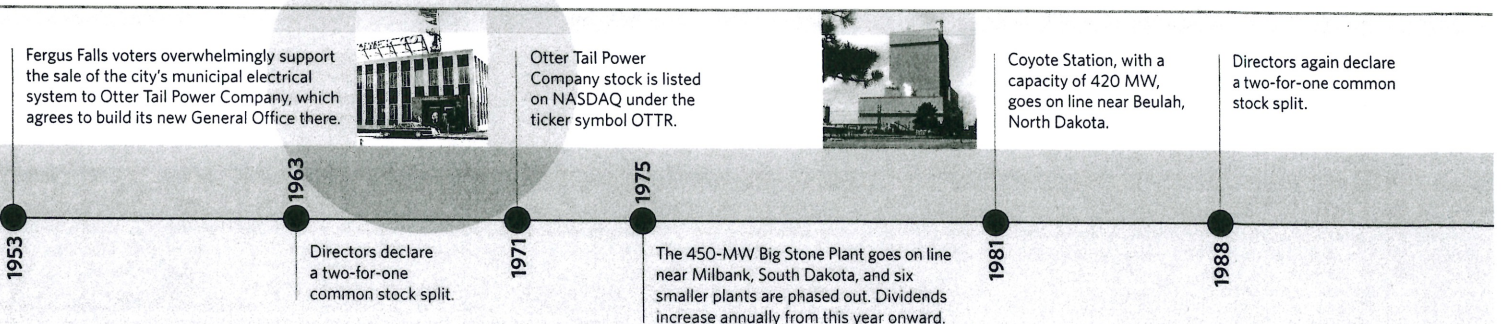 Fergus Falls voters overwhelmingly support
the sale of the city's municipal electrical
system to Otter Tail Power Company, which
agrees to build its new General Office there.
1953
1963
Directors declare
a two-for-one
common stock split.
Otter Tail Power
Company stock is listed
on NASDAQ under the
ticker symbol OTTR.
1971
1975
The 450-MW Big Stone Plant goes on line
near Milbank, South Dakota, and six
smaller plants are phased out. Dividends
increase annually from this year onward.
Coyote Station, with a
capacity of 420 MW,
goes on line near Beulah,
North Dakota.
1981
Directors again declare
a two-for-one common
stock split.
1988